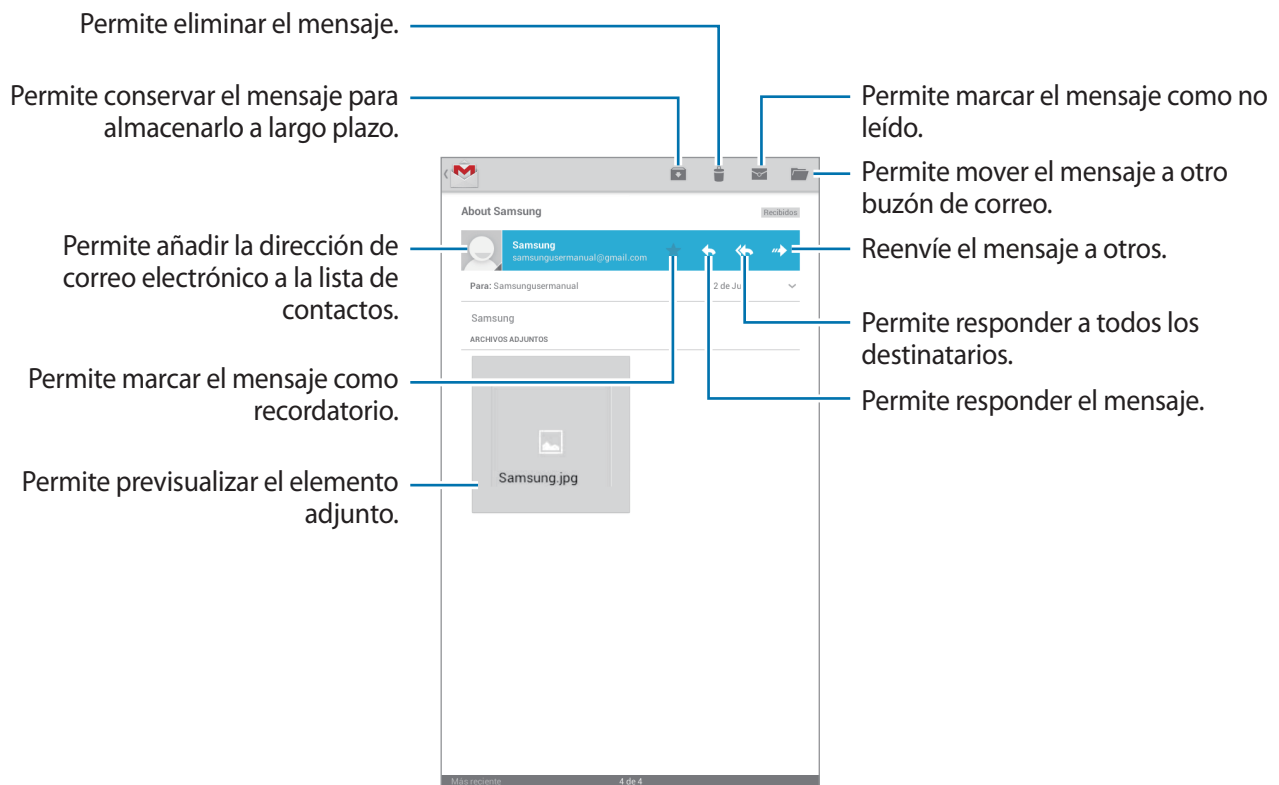 Permite eliminar el mensaje.
Permite conservar el mensaje para
almacenarlo a largo plazo.
Permite añadir la dirección de
correo electrónico a la lista de
contactos.
Permite marcar el mensaje como
recordatorio.
Permite previsualizar el elemento
adjunto.
About Samsung
Recibidos
Samsung
samsungusermanual@gmail.com
Para: Samsungusermanual
2 de Ju
Samsung
ARCHIVOS ADJUNTOS
Samsung.jpg
Más reciente
4 de 4
Permite marcar el mensaje como no
leído.
Permite mover el mensaje a otro
buzón de correo.
Reenvíe el mensaje a otros.
Permite responder a todos los
destinatarios.
Permite responder el mensaje.